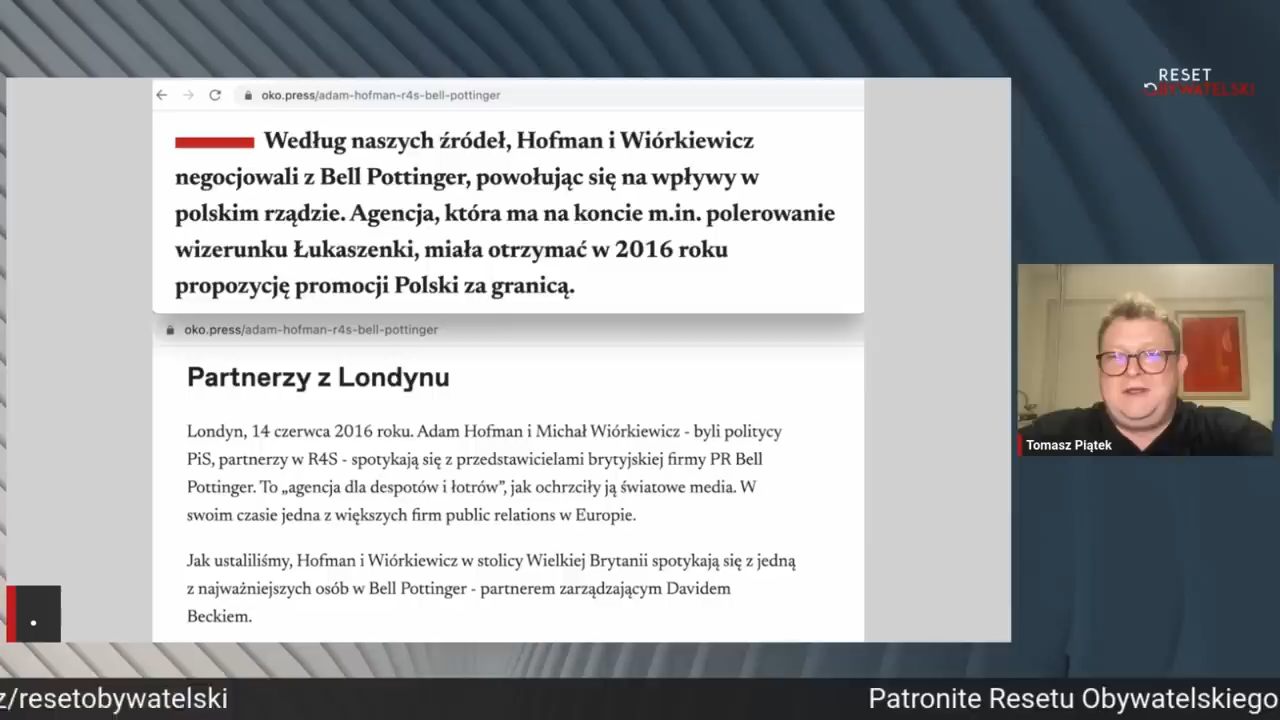 RESET
OBYWATELSKI
oko.press/adam-hofman-r4s-bell-pottinger
Według naszych źródeł, Hofman i Wiórkiewicz
negocjowali z Bell Pottinger, powołując się na wpływy w
polskim rządzie. Agencja, która ma na koncie m.in. polerowanie
wizerunku Łukaszenki, miała otrzymać w 2016 roku
propozycję promocji Polski za granicą.
oko.press/adam-hofman-r4s-bell-pottinger
Partnerzy z Londynu
Londyn, 14 czerwca 2016 roku. Adam Hofman i Michał Wiórkiewicz - byli politycy
PiS, partnerzy w R4S - spotykają się z przedstawicielami brytyjskiej firmy PR Bell
Pottinger. To „agencja dla despotów i łotrów”, jak ochrzciły ją światowe media. W
swoim czasie jedna z większych firm public relations w Europie.
Jak ustaliliśmy, Hofman i Wiórkiewicz w stolicy Wielkiej Brytanii spotykają się z jedną
z najważniejszych osób w Bell Pottinger - partnerem zarządzającym Davidem
Beckiem.
Tomasz Piątek
.
z/resetobywatelski
Patronite Resetu Obywatelskiego